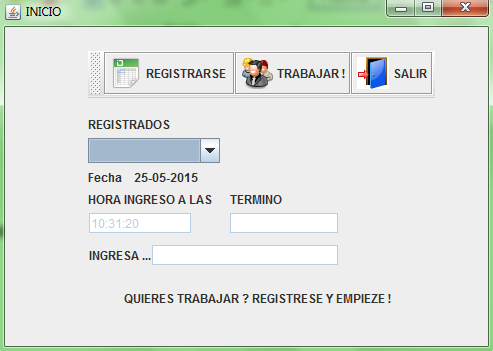 INICIO
REGISTRARSE TRABAJAR ! SALIR
REGISTRADOS
Fecha 25-05-2015
HORA INGRESO A LAS TERMINO
10:31:20
INGRESA ...
QUIERES TRABAJAR ? REGISTRESE Y EMPIEZE !